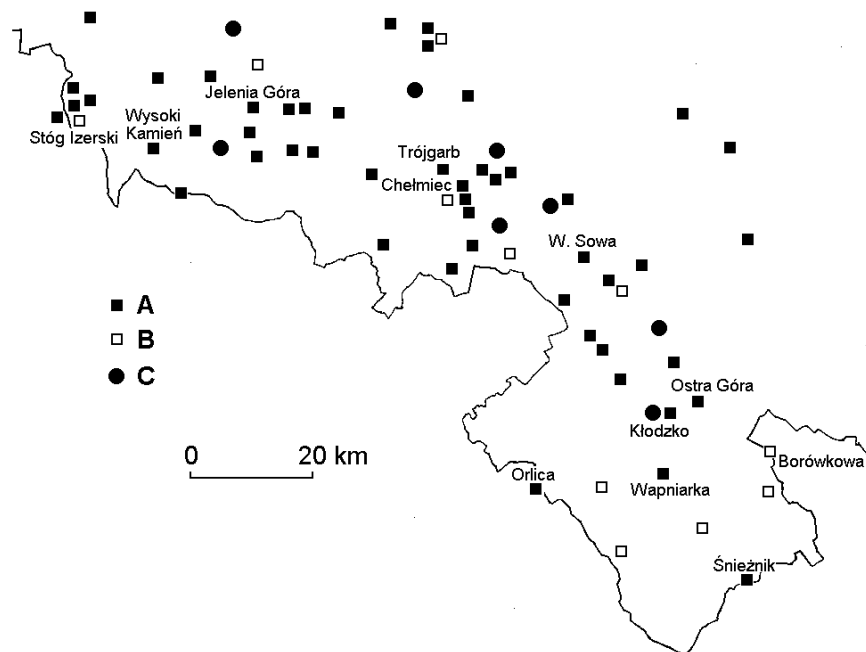 Jelenia Góra
Wysoki
Kamień
Stóg Izerski
Trójgarb
Chełmiec
W. Sowa
A
B
C
0 20 km
Ostra Góra
Kłodzko
Borówkowa
Orlica
Wapniarka
Śnieżnik